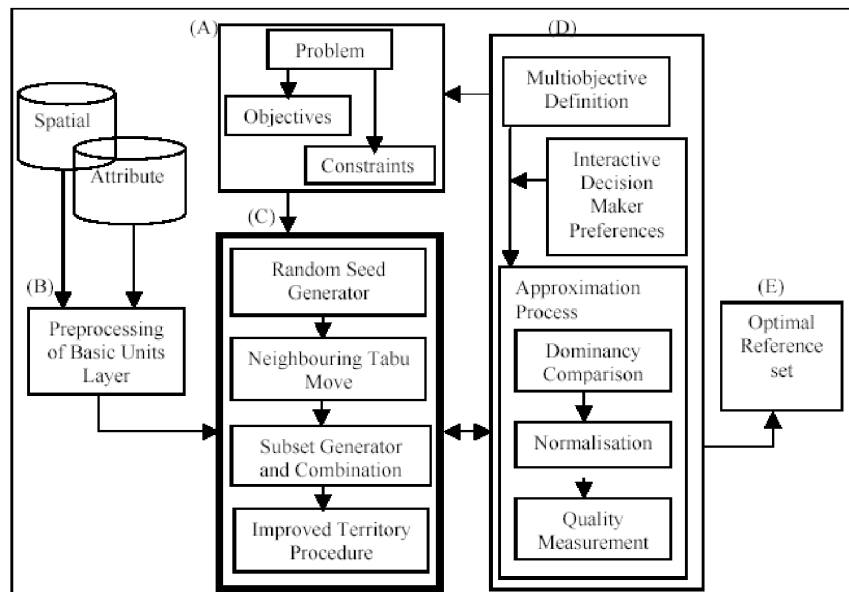 (A)
Problem
Objectives
Constraints
Spatial
Attribute
(B)
Preprocessing
of Basic Units
Layer
(C)
Random Seed
Generator
Neighbouring Tabu
Move
Subset Generator
and Combination
Improved Territory
Procedure
(D)
Multiobjective
Definition
Interactive
Decision
Maker
Preferences
Approximation
Process
Dominancy
Comparison
Normalisation
Quality
Measurement
(E)
Optimal
Reference
set